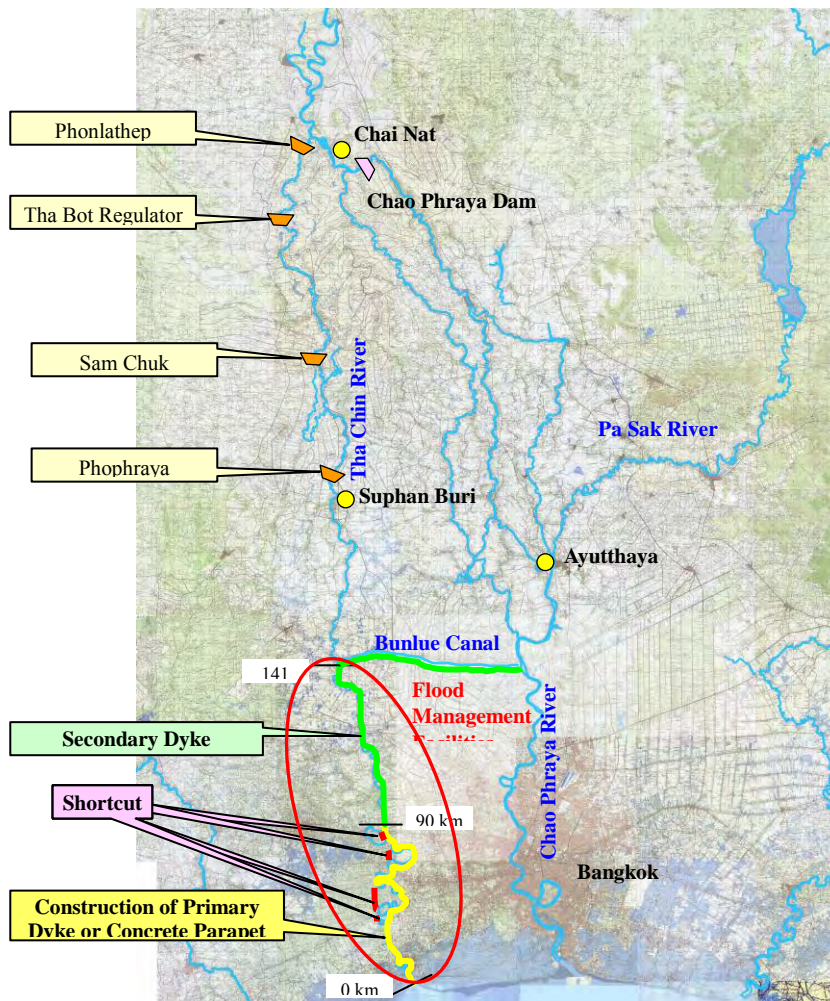 Phonlathep
Chai Nat
Chao Phraya Dam
Tha Bot Regulator
Sam Chuk
Tha Chin River
Pa Sak River
Phophraya
Suphan Buri
Ayutthaya
Bunlue Canal
141
Flood
Management
Facilities
Secondary Dyke
Chao Phraya River
Shortcut
90 km
Bangkok
Construction of Primary
Dyke or Concrete Parapet
0 km